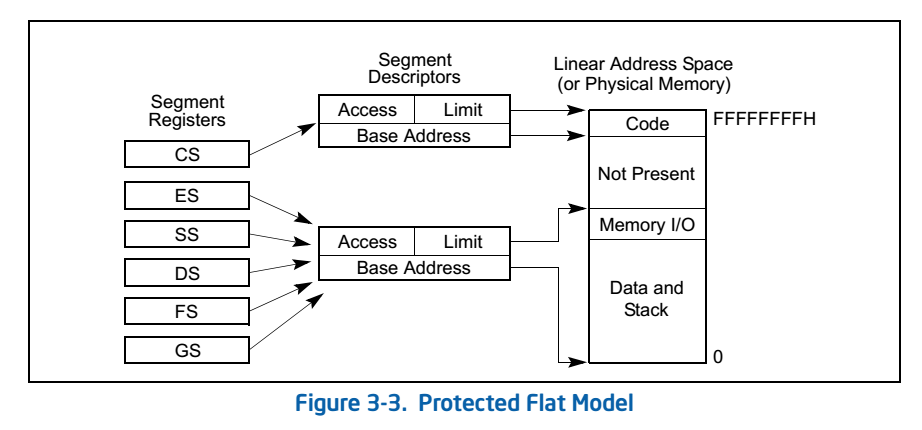 Segment
Registers
CS
ES
SS
DS
FS
GS
Segment
Descriptors
Access
Limit
Base Address
Access
Limit
Base Address
Linear Address Space
(or Physical Memory)
Code
FFFFFFFFH
Not Present
Memory I/O
Data and
Stack
0
Figure 3-3. Protected Flat Model